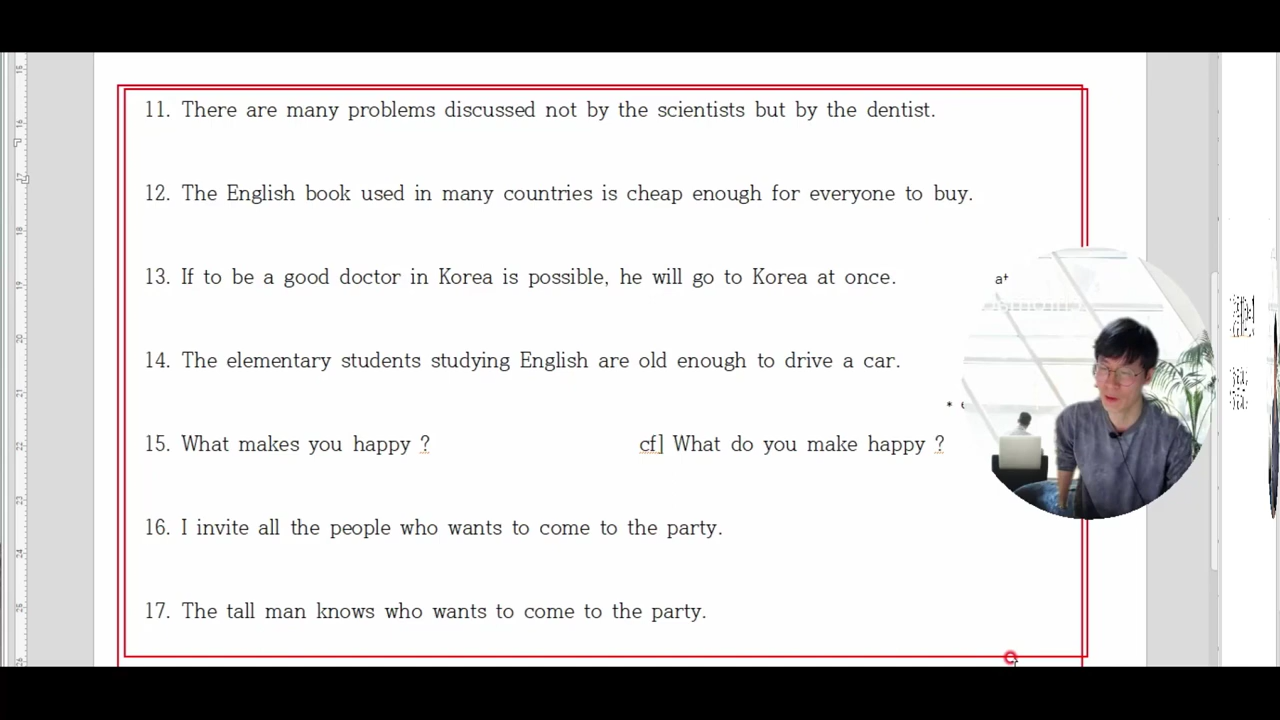 11. There are many problems discussed not by the scientists but by the dentist.
12. The English book used in many countries is cheap enough for everyone to buy.
13. If to be a good doctor in Korea is possible, he will go to Korea at once.
at
14. The elementary students studying English are old enough to drive a car.
*
15. What makes you happy ? cf] What do you make happy ?
16. I invite all the people who wants to come to the party.
17. The tall man knows who wants to come to the party.